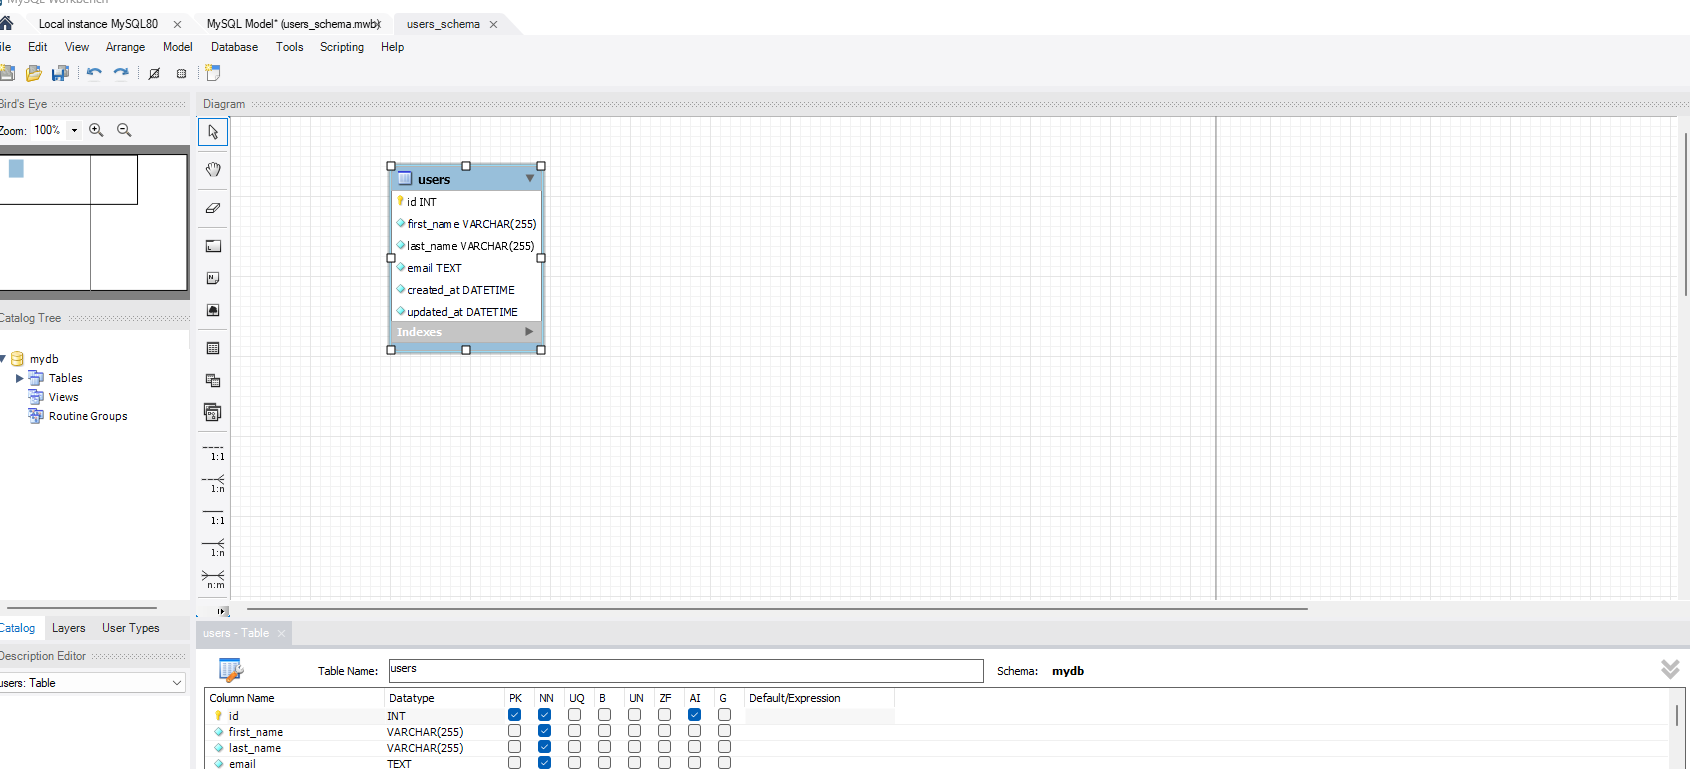 MySQL Workbench
Local instance MySQL80
MySQL Model* (users_schema.mwb)
users_schema
ile Edit View Arrange Model Database Tools Scripting Help
Bird's Eye
Zoom: 100%
Diagram
users
id INT
first_name VARCHAR(255)
last_name VARCHAR(255)
email TEXT
created_at DATETIME
updated_at DATETIME
Indexes
Catalog Tree
mydb
Tables
Views
Routine Groups
1:1
1:n
1:1
1:n
n:m
Catalog Layers User Types
Description Editor
users: Table
users - Table
Table Name: users Schema: mydb
Column Name Datatype PK NN UQ B UN ZF AI G Default/Expression
id INT
first_name VARCHAR(255)
last_name VARCHAR(255)
email TEXT